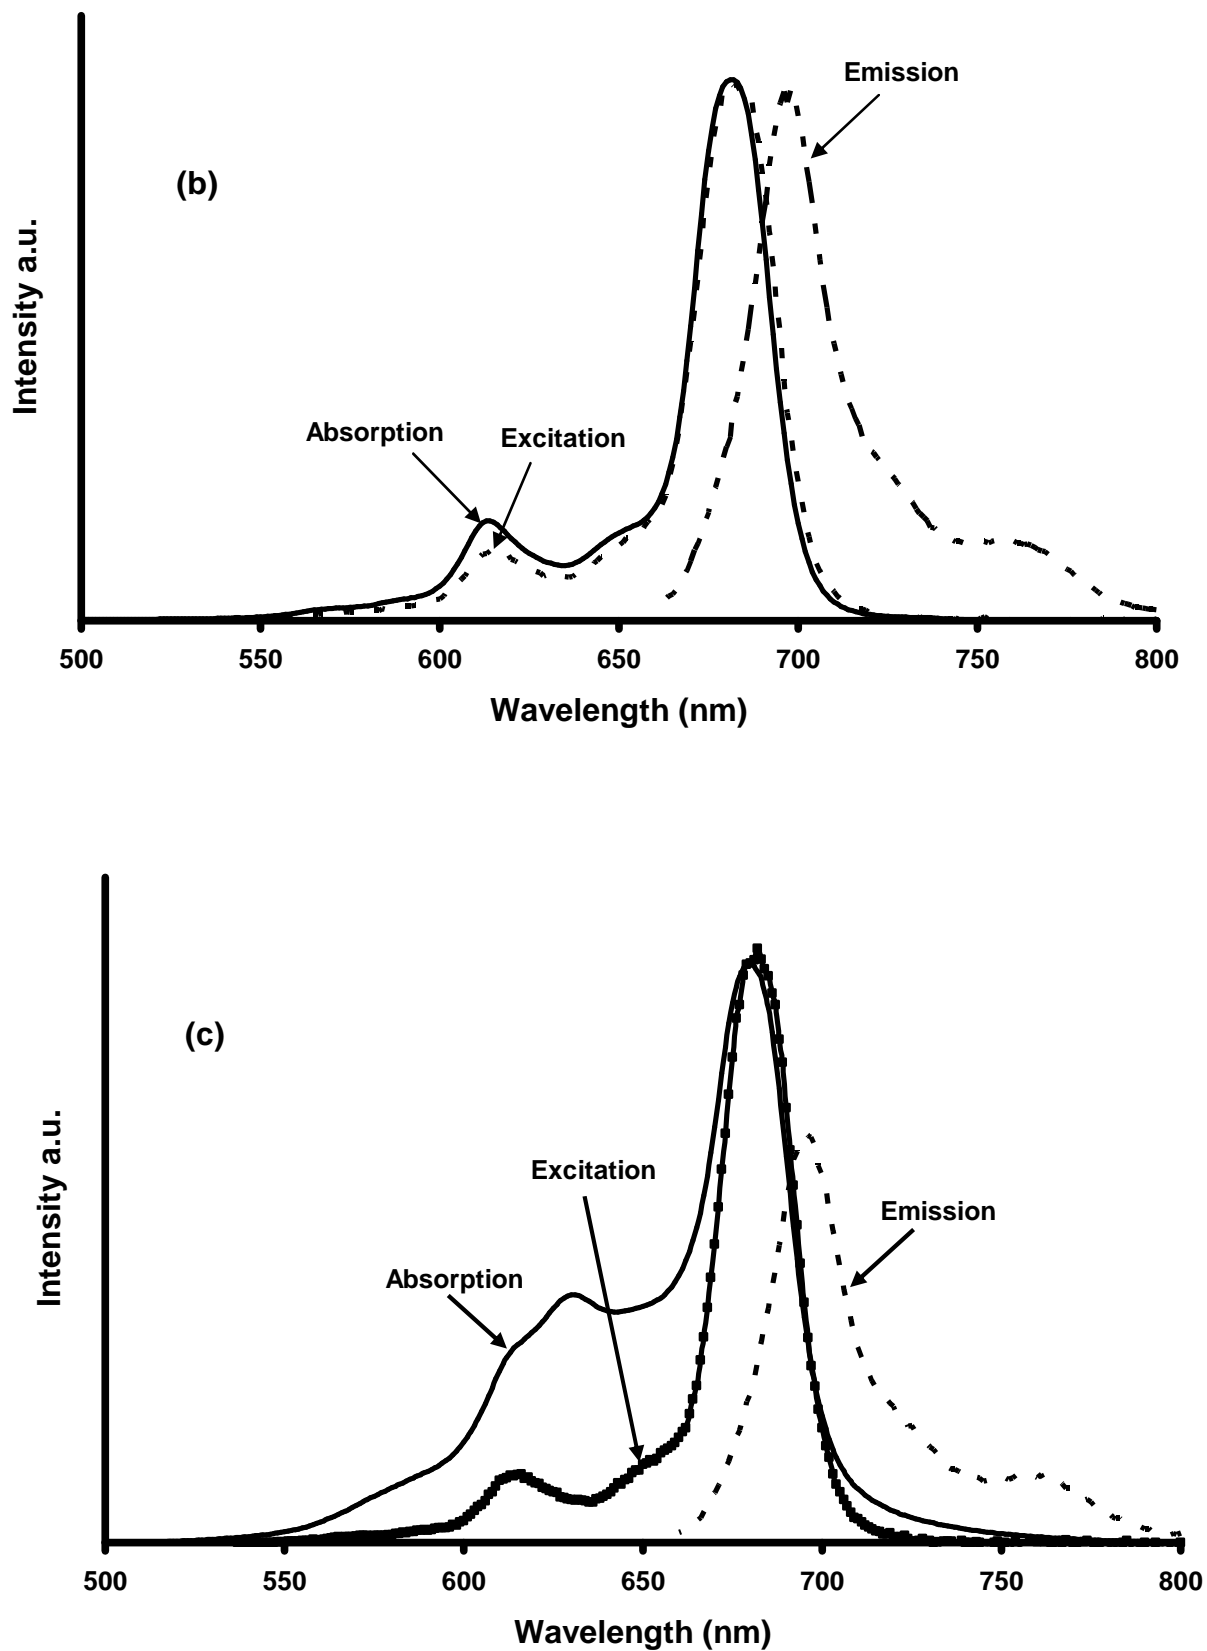 Emission
(b)
Intensity a.u.
Absorption
Excitation
500 550 600 650 700 750 800
Wavelength (nm)
(c)
Intensity a.u.
Excitation
Emission
Absorption
500 550 600 650 700 750 800
Wavelength (nm)